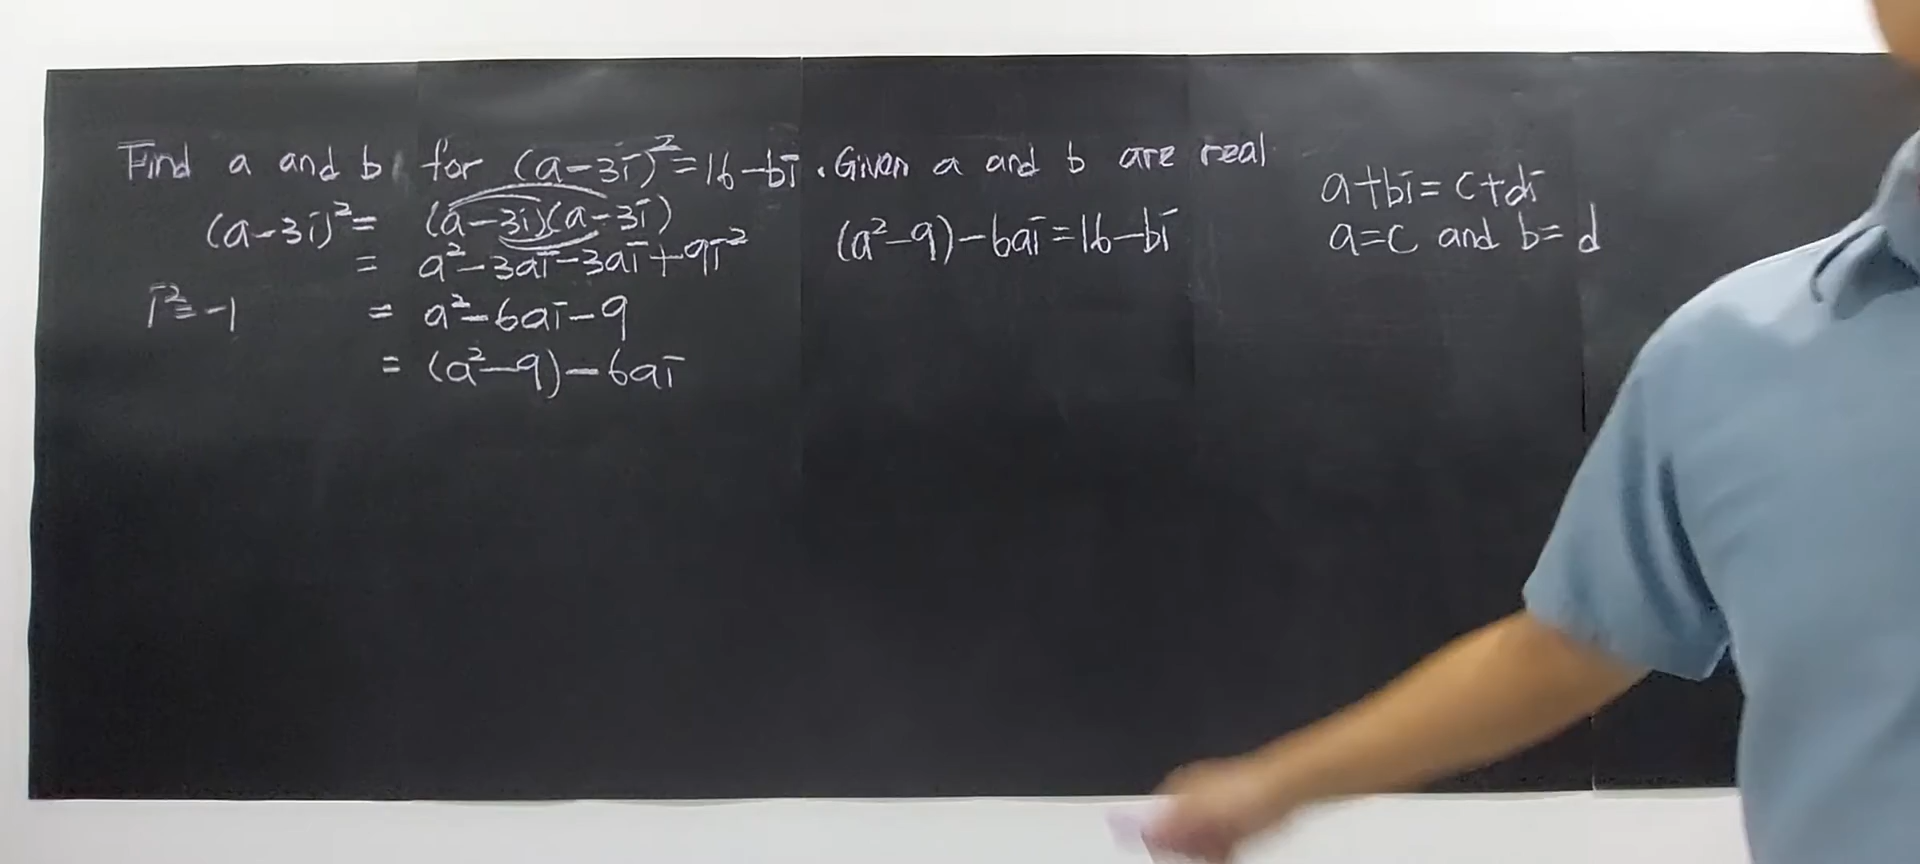 Find a and b for (a-3i)²=16-bi. Given a and b are real
(a-3i)²= (a-3i)(a-3i)
= a²-3ai-3ai+9i²
i²=-1 = a²-6ai-9
= (a²-9)-6ai
(a²-9)-6ai=16-bi
a+bi=c+di
a=c and b=d